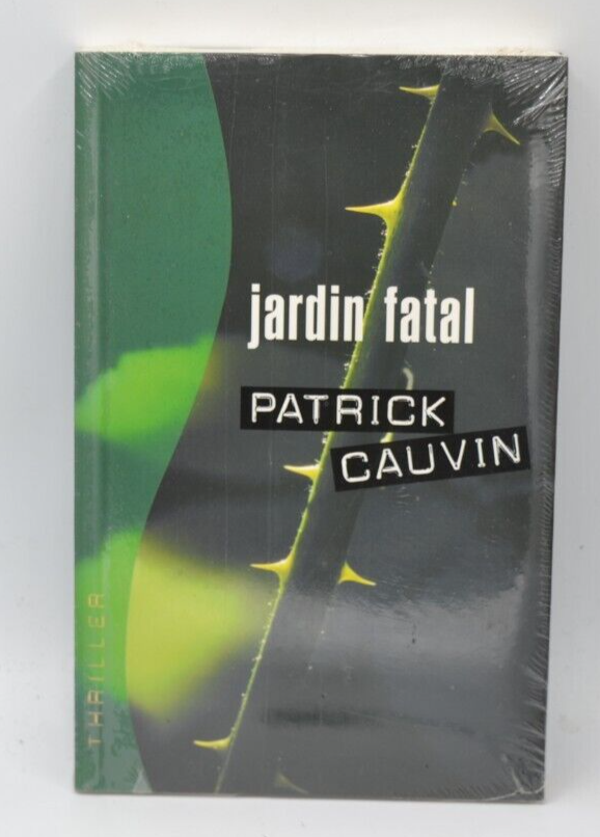 jardin fatal
PATRICK
CAUVIN
THRILLER